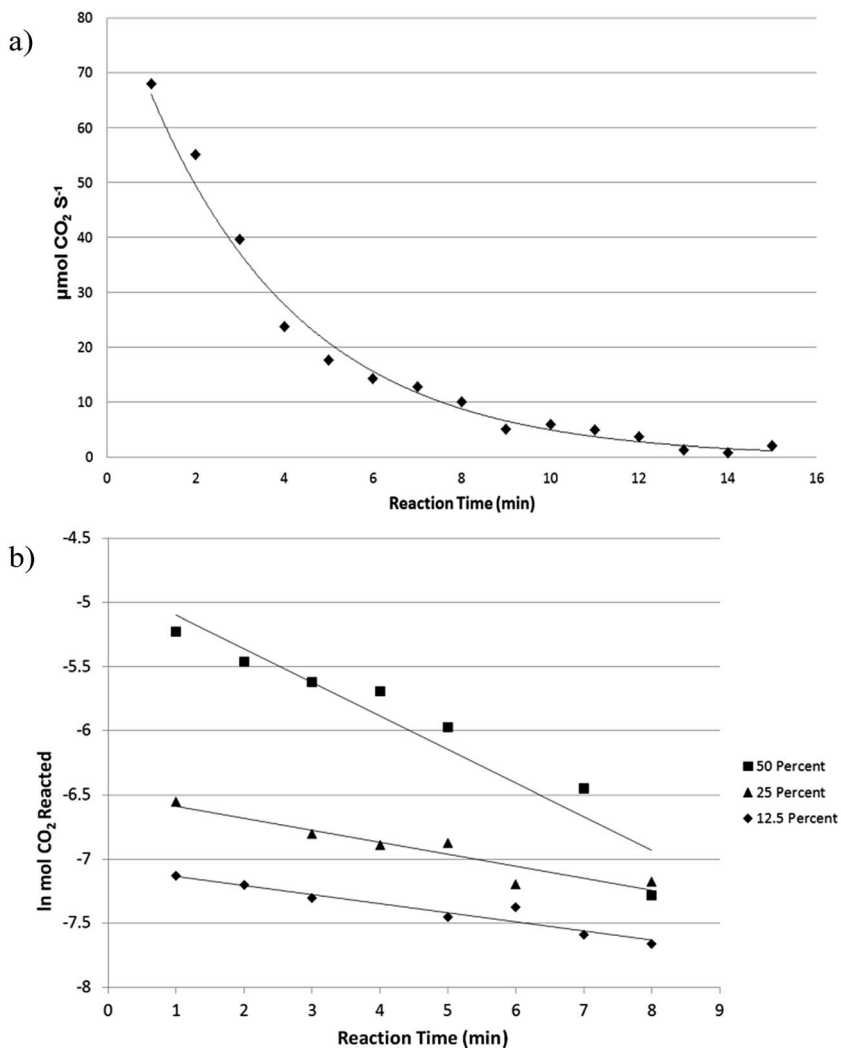 a)
80
70
60
50
40
30
20
10
0
µmol CO₂ S⁻¹
0 2 4 6 8 10 12 14 16
Reaction Time (min)
b)
-4.5
-5
-5.5
-6
-6.5
-7
-7.5
-8
ln mol CO₂ Reacted
50 Percent
25 Percent
12.5 Percent
0 1 2 3 4 5 6 7 8 9
Reaction Time (min)